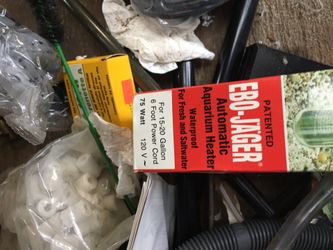 PATENTED
EBO-JÄGER
Automatic
Aquarium Heater
Waterproof
For Fresh and Saltwater
For 15-20 Gallon
6 Foot Power Cord
75 Watt 120 V ~